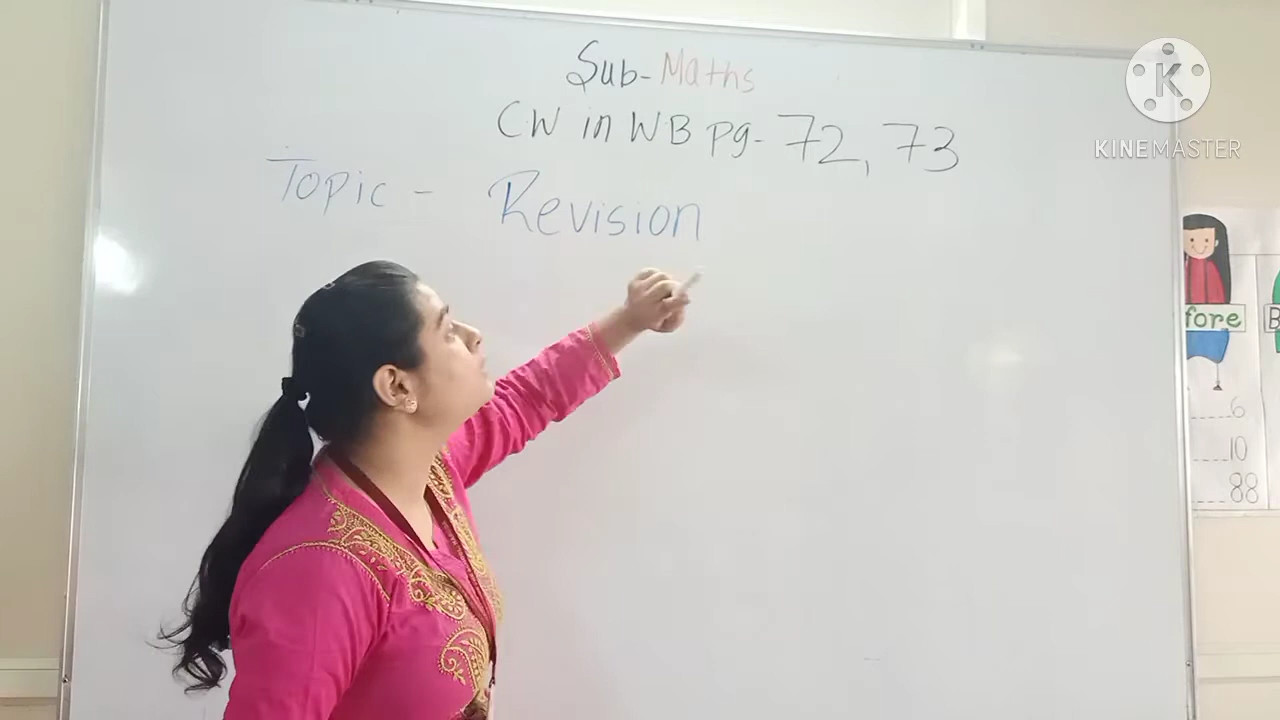 Sub-Maths
CW in WB pg- 72, 73
Topic - Revision
KINEMASTER
fore
B
6
10
88